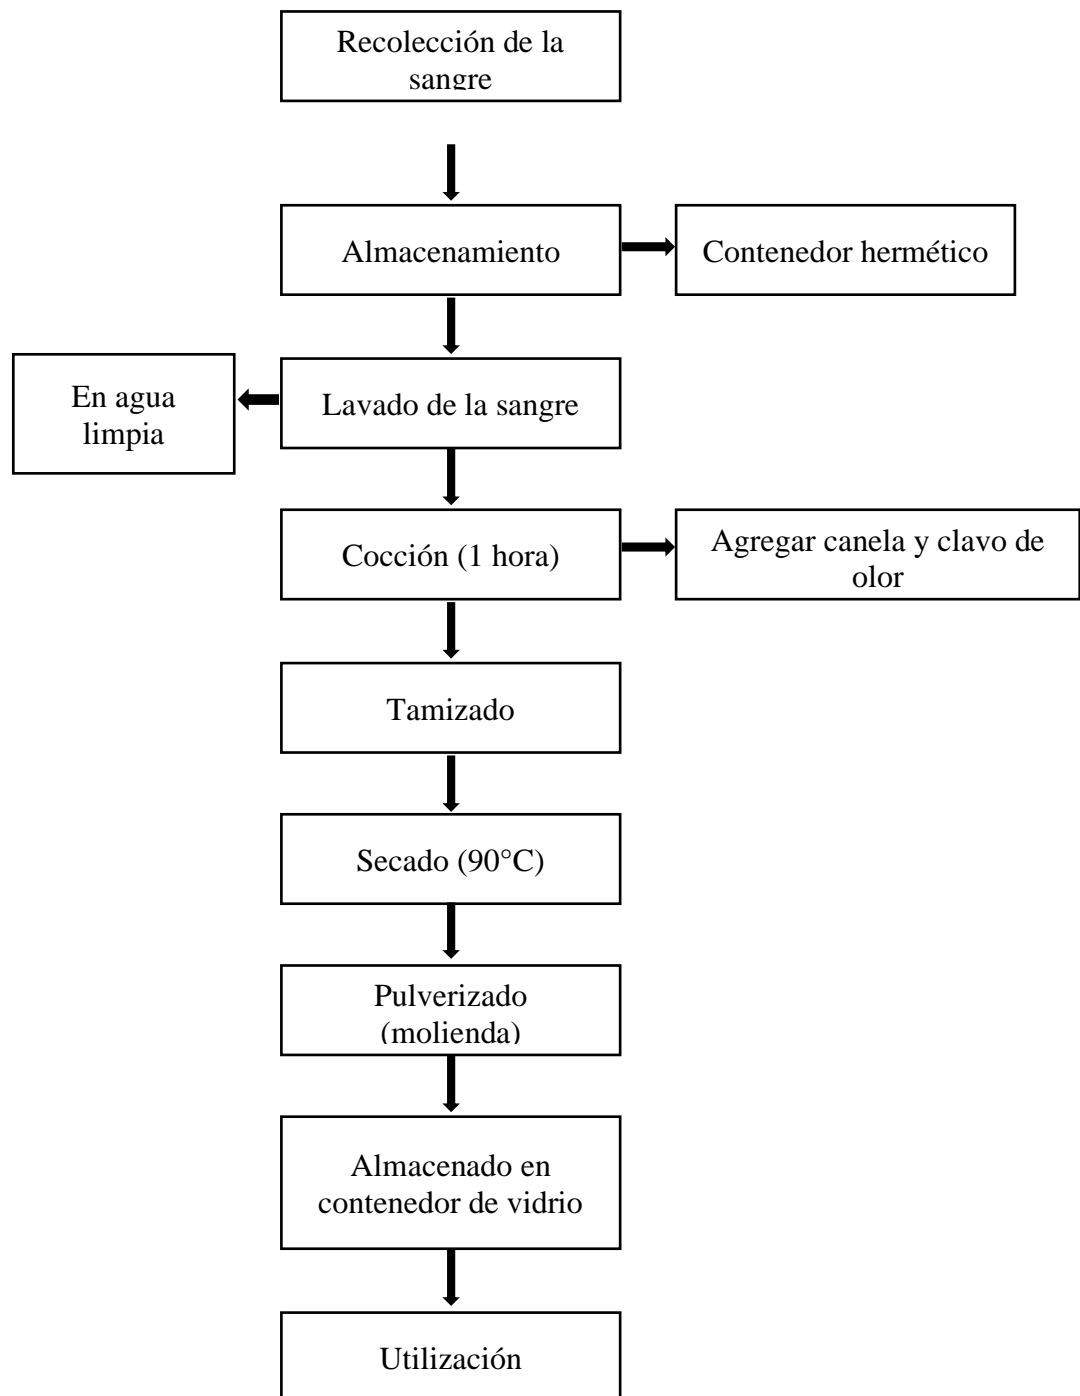 Recolección de la
sangre
Almacenamiento
Contenedor hermético
En agua
limpia
Lavado de la sangre
Cocción (1 hora)
Agregar canela y clavo de
olor
Tamizado
Secado (90°C)
Pulverizado
(molienda)
Almacenado en
contenedor de vidrio
Utilización